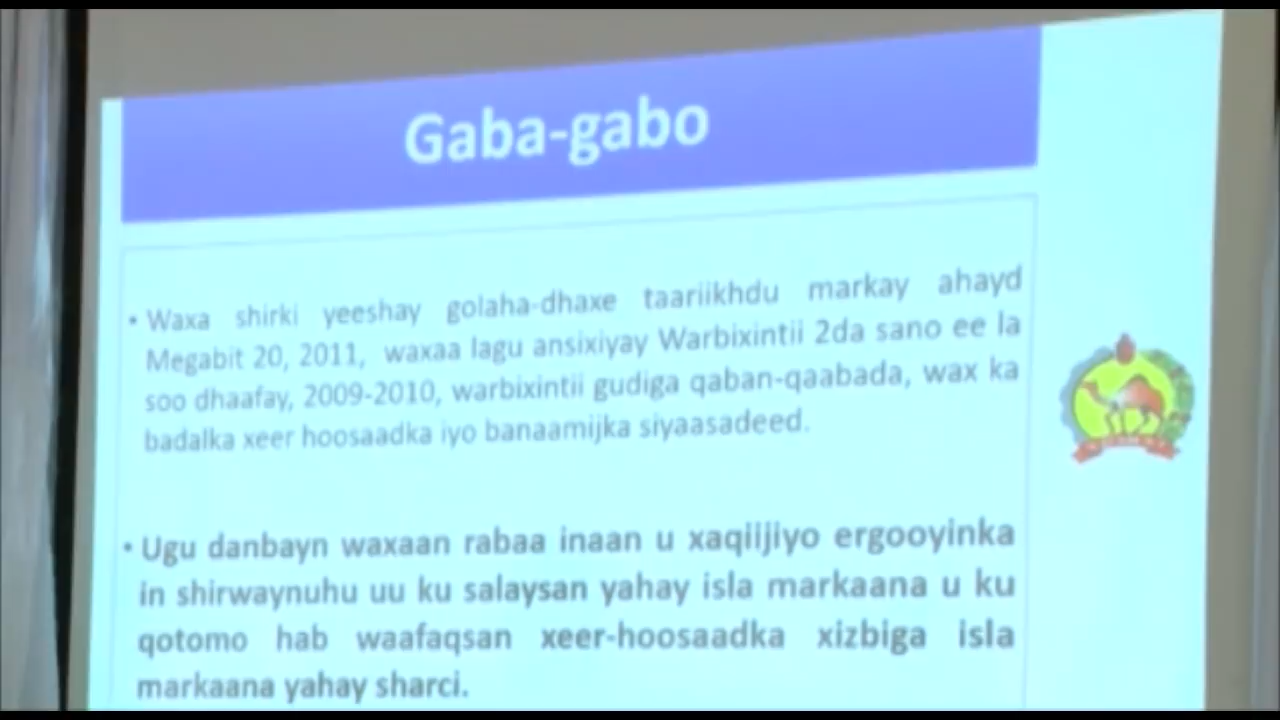 Gaba-gabo
• Waxa shirki yeeshay golaha-dhaxe taariikhdu markay ahayd
Megabit 20, 2011, waxaa lagu ansixiyay Warbixintii 2da sano ee la
soo dhaafay, 2009-2010, warbixintii gudiga qaban-qaabada, wax ka
badalka xeer hoosaadka iyo banaamijka siyaasadeed.
• Ugu danbayn waxaan rabaa inaan u xaqiijiyo ergooyinka
in shirwaynuhu uu ku salaysan yahay isla markaana u ku
qotomo hab waafaqsan xeer-hoosaadka xizbiga isla
markaana yahay sharci.